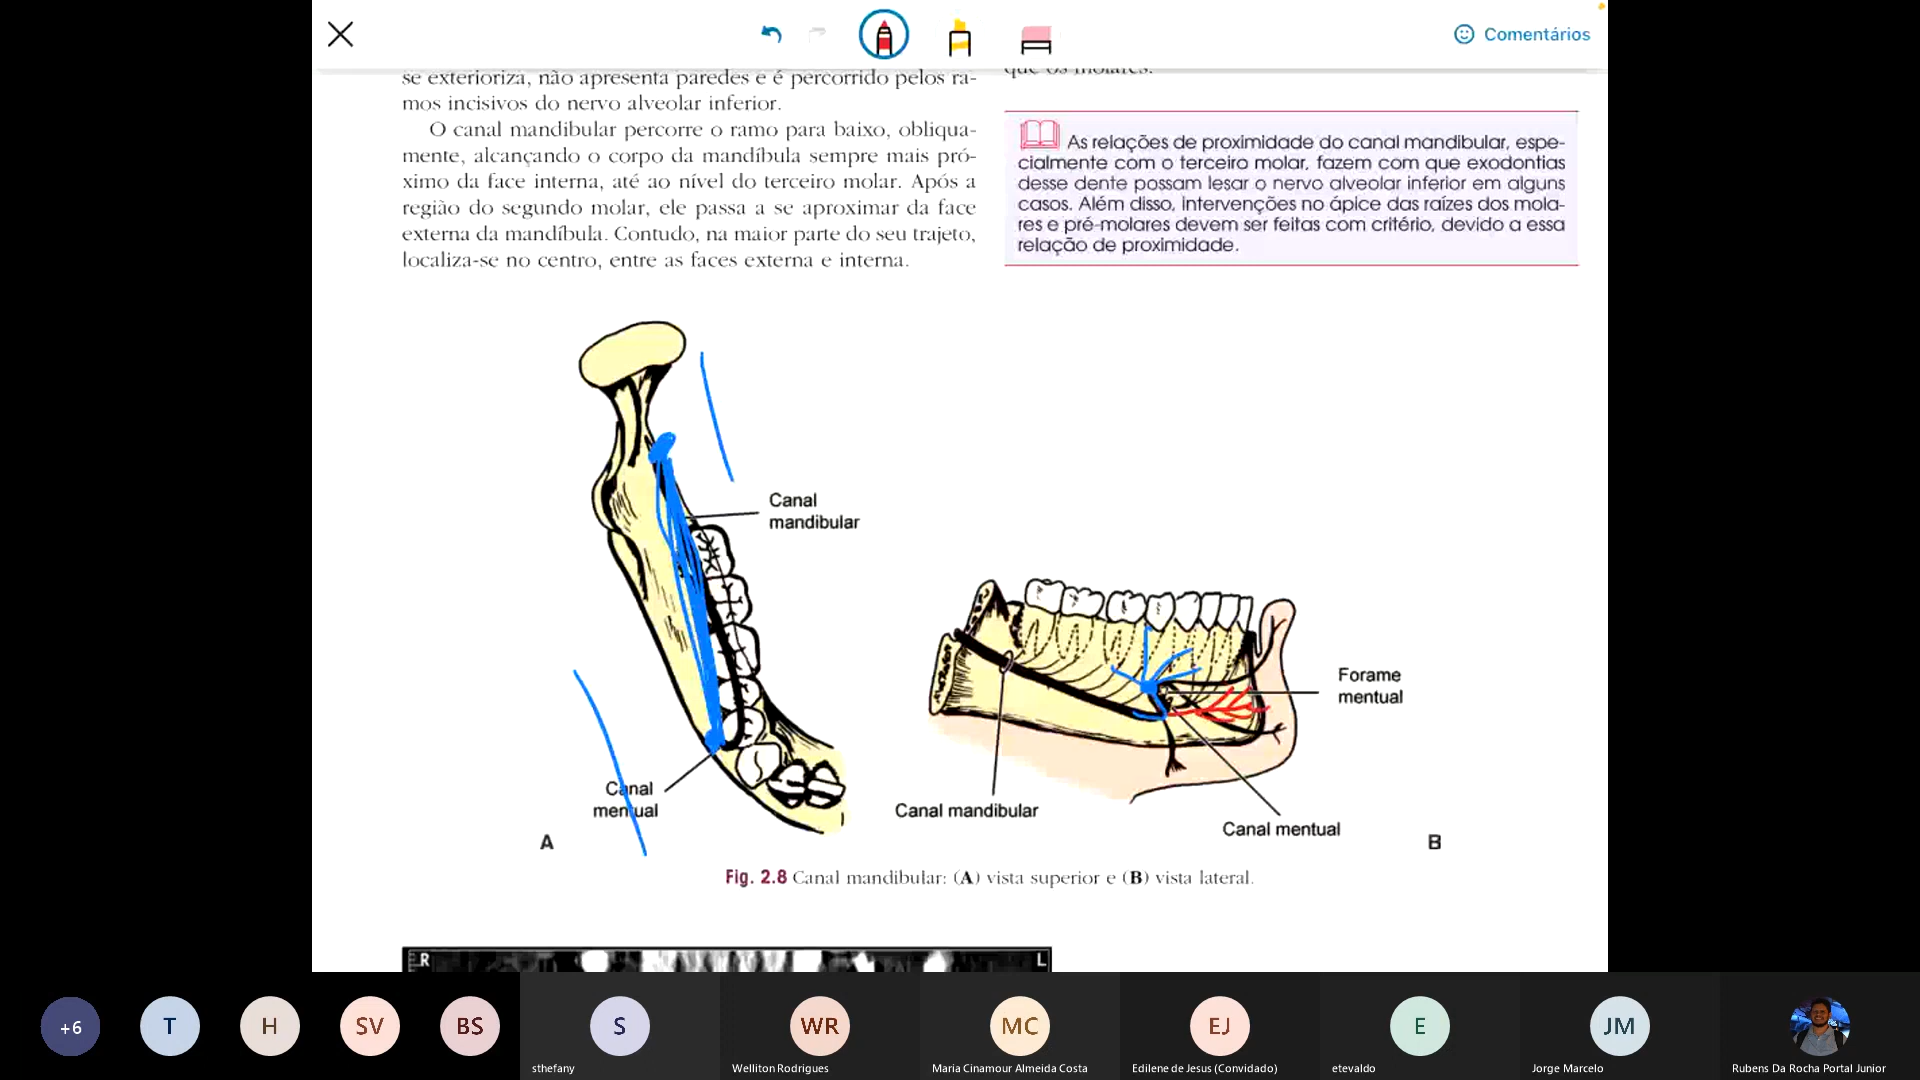 Comentários
se exterioriza, não apresenta paredes e é percorrido pelos ra-
mos incisivos do nervo alveolar inferior.
O canal mandibular percorre o ramo para baixo, obliqua-
mente, alcançando o corpo da mandíbula sempre mais pró-
ximo da face interna, até ao nível do terceiro molar. Após a
região do segundo molar, ele passa a se aproximar da face
externa da mandíbula. Contudo, na maior parte do seu trajeto,
localiza-se no centro, entre as faces externa e interna.
que os molares.
As relações de proximidade do canal mandibular, espe-
cialmente com o terceiro molar, fazem com que exodontias
desse dente possam lesar o nervo alveolar inferior em alguns
casos. Além disso, intervenções no ápice das raízes dos mola-
res e pré-molares devem ser feitas com critério, devido a essa
relação de proximidade.
Canal
mandibular
Canal
mentual
A
Forame
mentual
Canal mandibular
Canal mentual
B
Fig. 2.8 Canal mandibular: (A) vista superior e (B) vista lateral.
R
L
+6
T
H
SV
BS
S
sthefany
WR
Welliton Rodrigues
MC
Maria Cinamour Almeida Costa
EJ
Edilene de Jesus (Convidado)
E
etevaldo
JM
Jorge Marcelo
Rubens Da Rocha Portal Junior